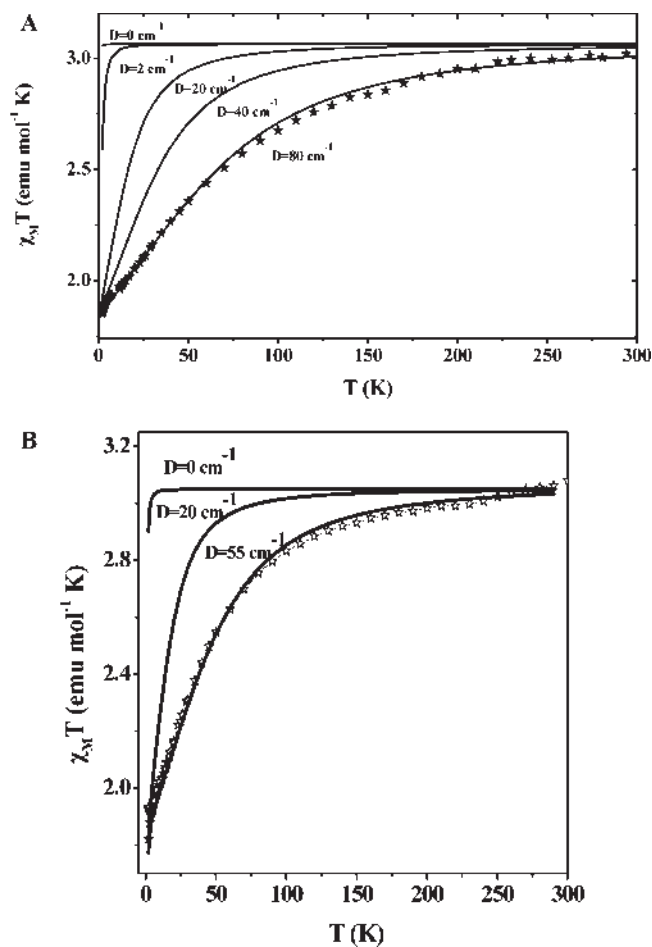 A
D=0 cm⁻¹
D=2 cm⁻¹
D=20 cm⁻¹
D=40 cm⁻¹
D=80 cm⁻¹
3.0
2.5
2.0
χMT (emu mol⁻¹ K)
0 50 100 150 200 250 300
T (K)
B
D=0 cm⁻¹
D=20 cm⁻¹
D=55 cm⁻¹
3.2
2.8
2.4
2.0
χMT (emu mol⁻¹ K)
0 50 100 150 200 250 300
T (K)